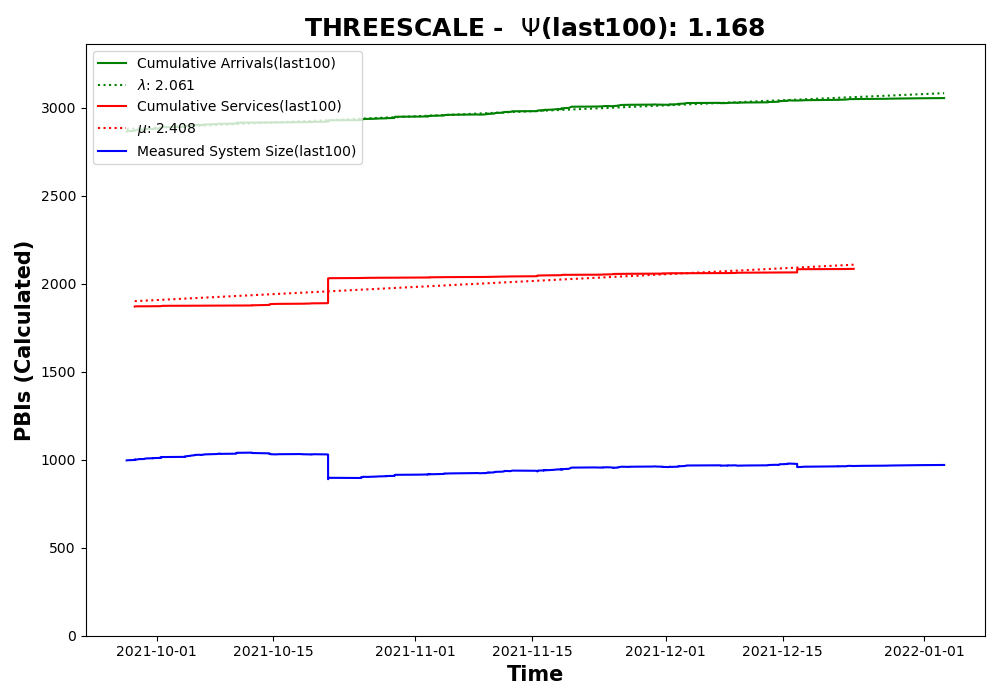 THREESCALE - Ψ(last100): 1.168
Cumulative Arrivals(last100)
λ: 2.061
Cumulative Services(last100)
μ: 2.408
Measured System Size(last100)
PBIs (Calculated)
3000
2500
2000
1500
1000
500
0
2021-10-01 2021-10-15 2021-11-01 2021-11-15 2021-12-01 2021-12-15 2022-01-01
Time